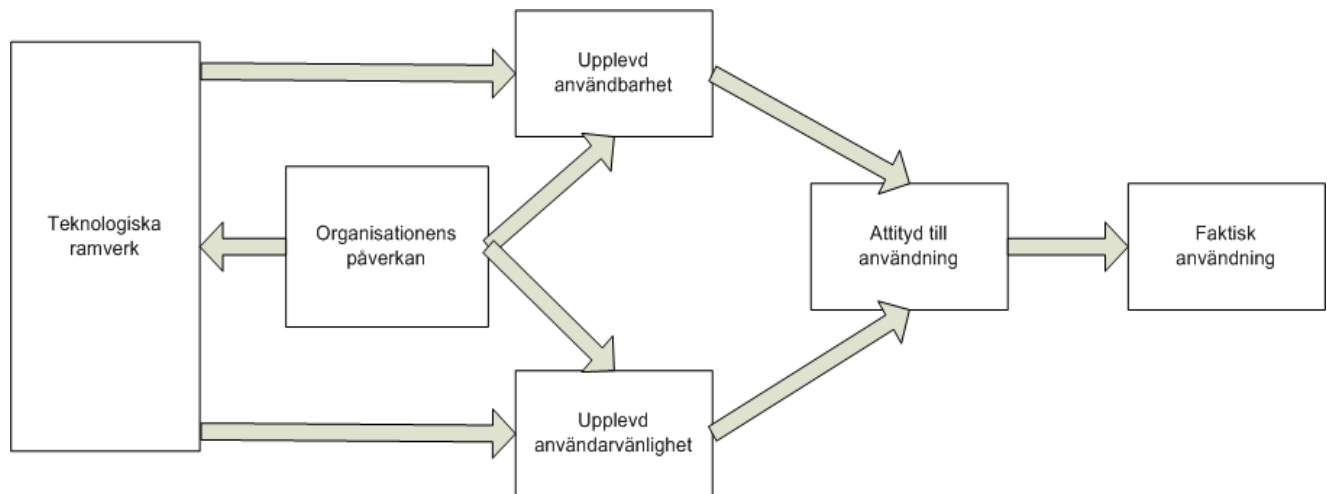 Teknologiska
ramverk
Organisationens
påverkan
Upplevd
användbarhet
Upplevd
användarvänlighet
Attityd till
användning
Faktisk
användning